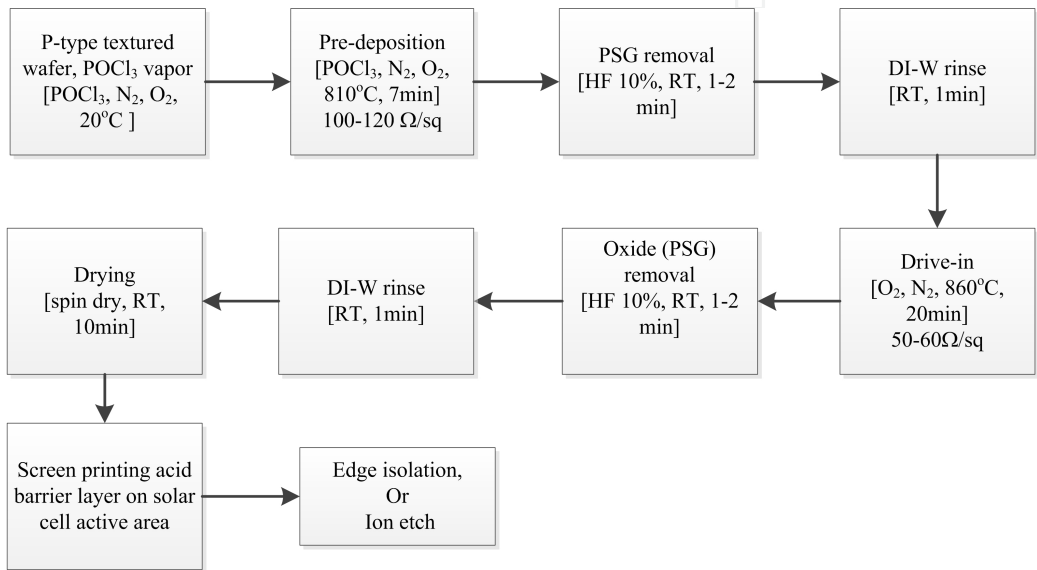 P-type textured
wafer, POCl₃ vapor
[POCl₃, N₂, O₂,
20°C ]
Pre-deposition
[POCl₃, N₂, O₂,
810°C, 7min]
100-120 Ω/sq
PSG removal
[HF 10%, RT, 1-2
min]
DI-W rinse
[RT, 1min]
Drive-in
[O₂, N₂, 860°C,
20min]
50-60Ω/sq
Oxide (PSG)
removal
[HF 10%, RT, 1-2
min]
DI-W rinse
[RT, 1min]
Drying
[spin dry, RT,
10min]
Screen printing acid
barrier layer on solar
cell active area
Edge isolation,
Or
Ion etch